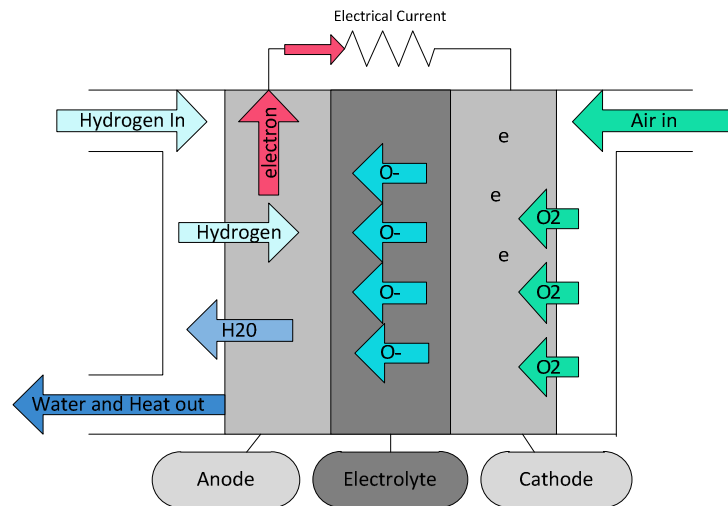 Electrical Current
Hydrogen In
electron
e
Air in
O-
e
O2
Hydrogen
O-
e
O-
O2
H20
O-
O2
Water and Heat out
Anode
Electrolyte
Cathode